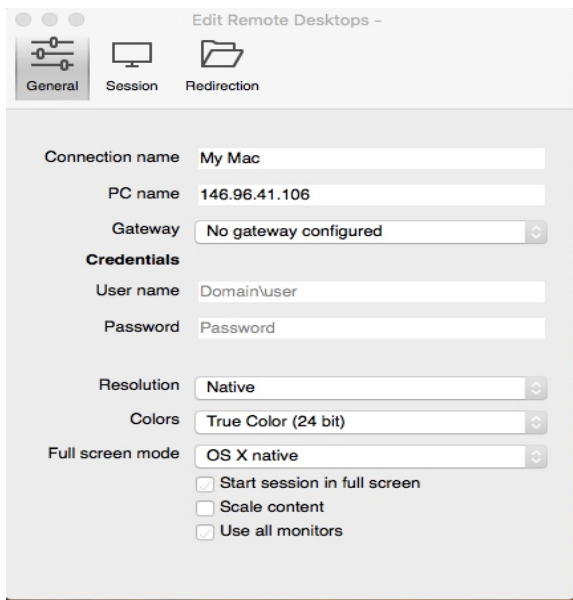 Edit Remote Desktops –
General Session Redirection
Connection name My Mac
PC name 146.96.41.106
Gateway No gateway configured
Credentials
User name Domain\user
Password Password
Resolution Native
Colors True Color (24 bit)
Full screen mode OS X native
Start session in full screen
Scale content
Use all monitors